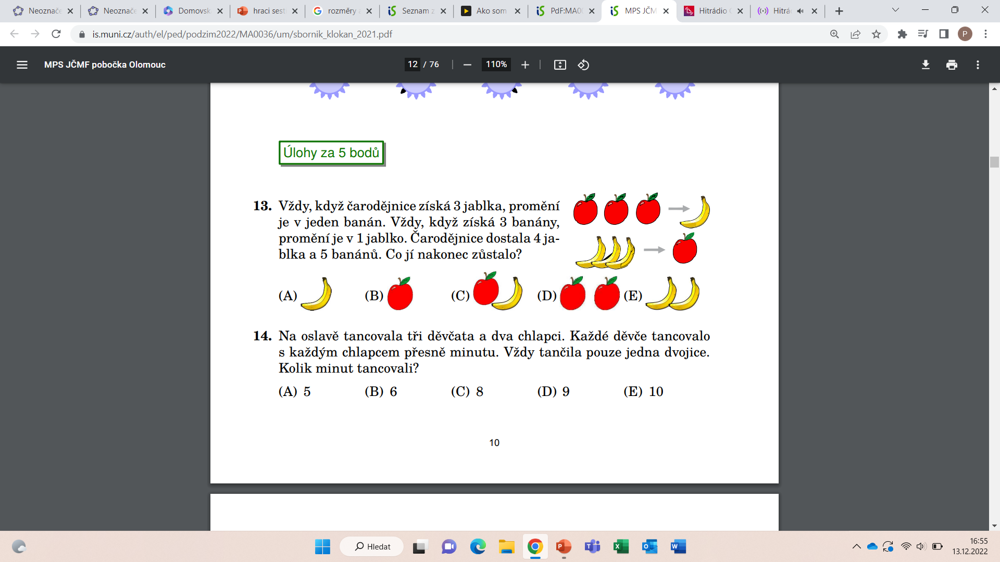 Neoznače
Neoznače
Domovsk
hraci sest
rozměry a
Seznam z
Ako som
PdF:MA00
MPS JČM
Hitrádio
Hitrá
is.muni.cz/auth/el/ped/podzim2022/MA0036/um/sbornik_klokan_2021.pdf
P
MPS JČMF pobočka Olomouc
12 / 76
110%
Úlohy za 5 bodů
13. Vždy, když čarodějnice získá 3 jablka, promění
je v jeden banán. Vždy, když získá 3 banány,
promění je v 1 jablko. Čarodějnice dostala 4 ja-
blka a 5 banánů. Co jí nakonec zůstalo?
(A) (B) (C) (D) (E)
14. Na oslavě tancovala tři děvčata a dva chlapci. Každé děvče tancovalo
s každým chlapcem přesně minutu. Vždy tančila pouze jedna dvojice.
Kolik minut tancovali?
(A) 5 (B) 6 (C) 8 (D) 9 (E) 10
10
Hledat
16:55
13.12.2022